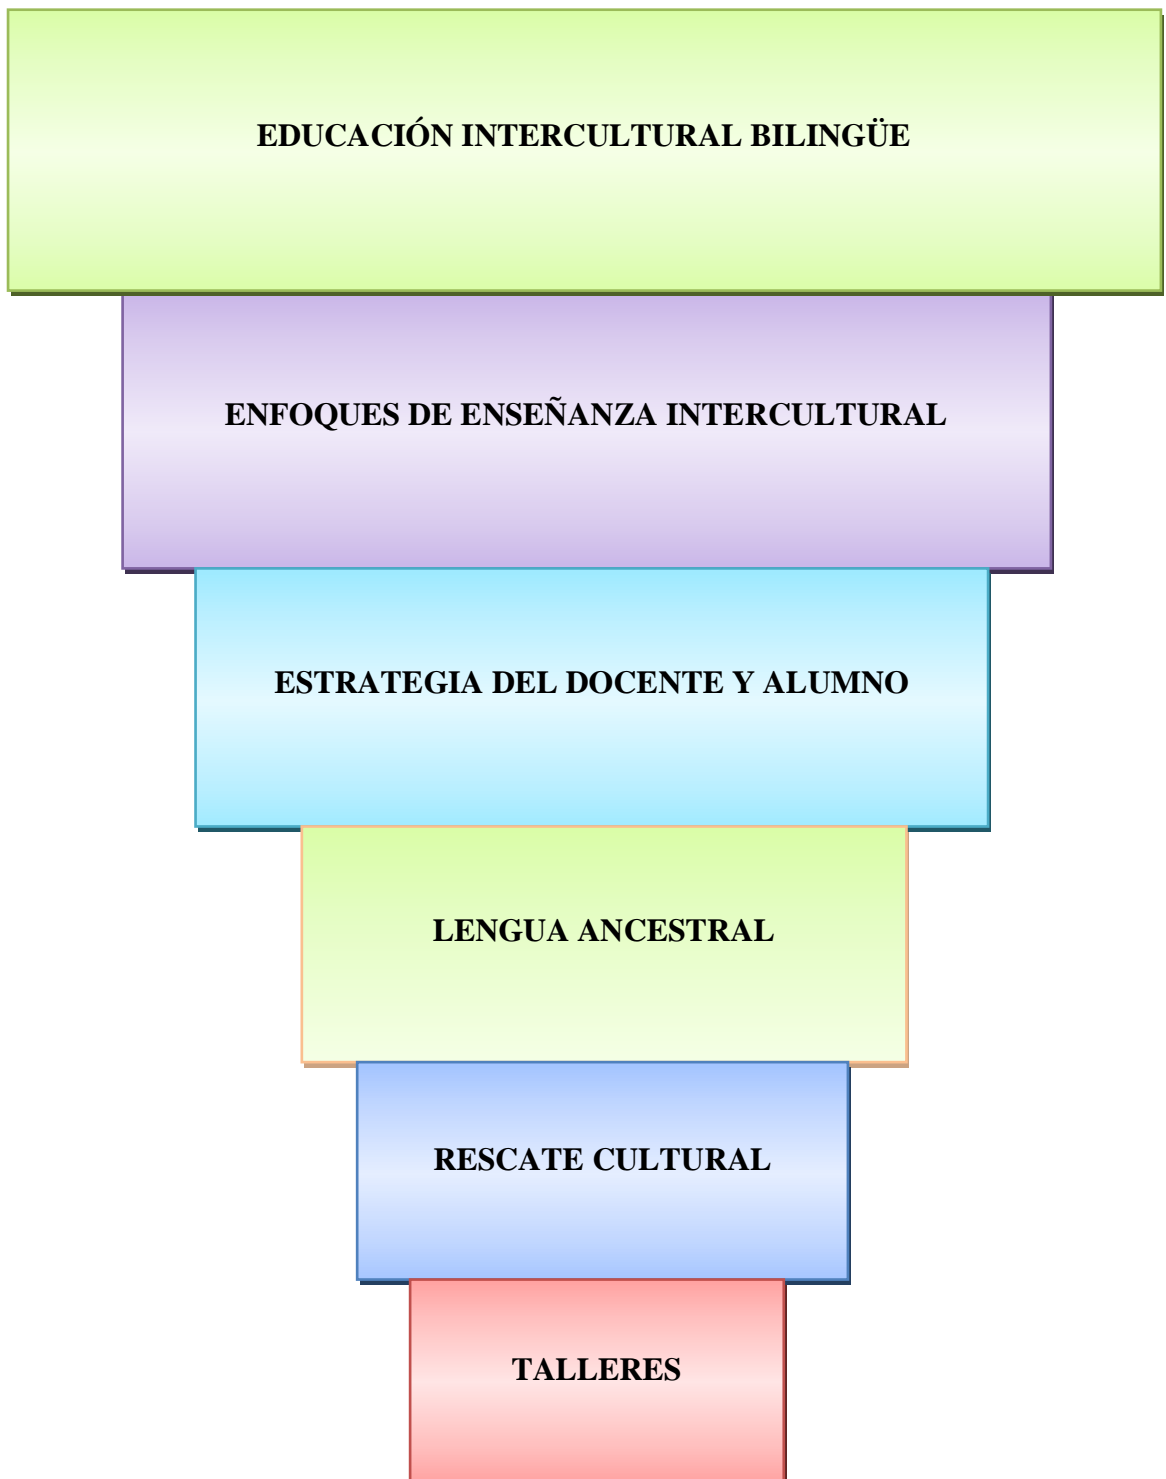 EDUCACIÓN INTERCULTURAL BILINGÜE
ENFOQUES DE ENSEÑANZA INTERCULTURAL
ESTRATEGIA DEL DOCENTE Y ALUMNO
LENGUA ANCESTRAL
RESCATE CULTURAL
TALLERES